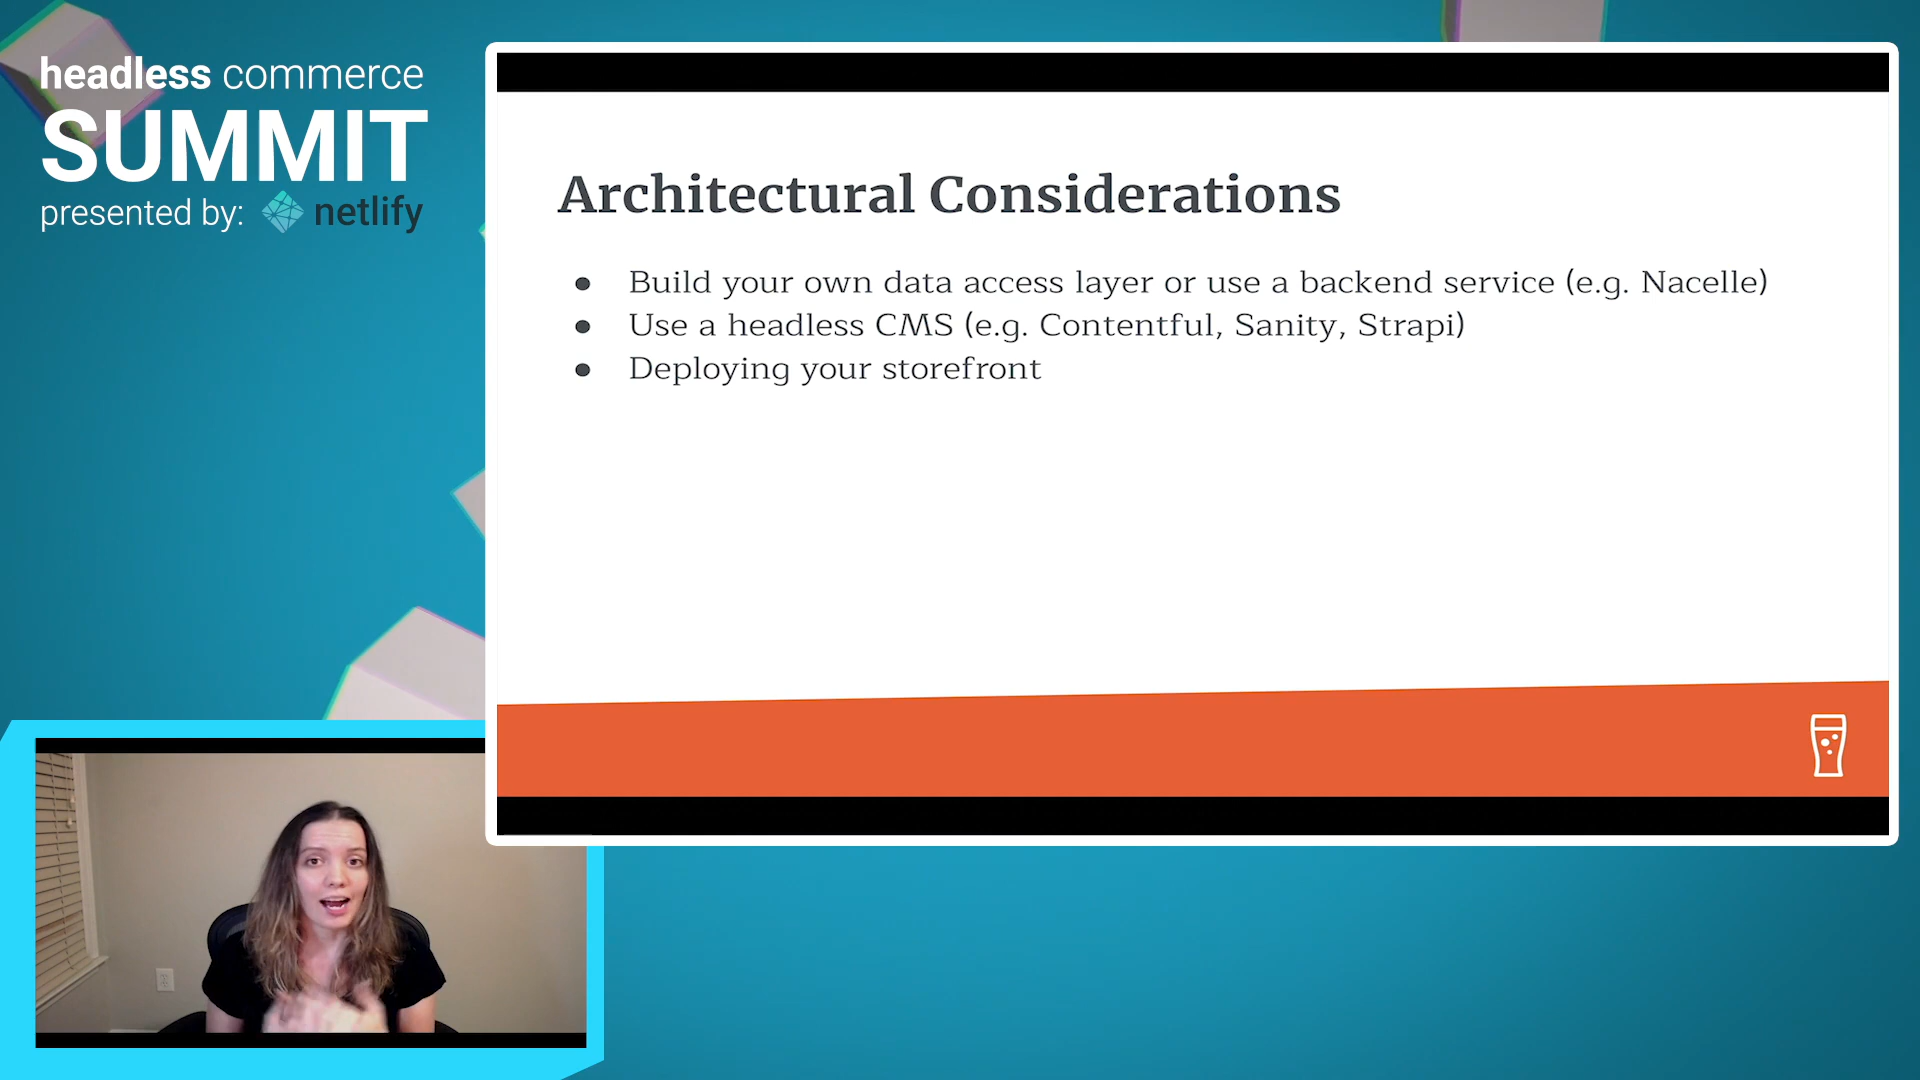 headless commerce
SUMMIT
presented by: netlify
Architectural Considerations
● Build your own data access layer or use a backend service (e.g. Nacelle)
● Use a headless CMS (e.g. Contentful, Sanity, Strapi)
● Deploying your storefront